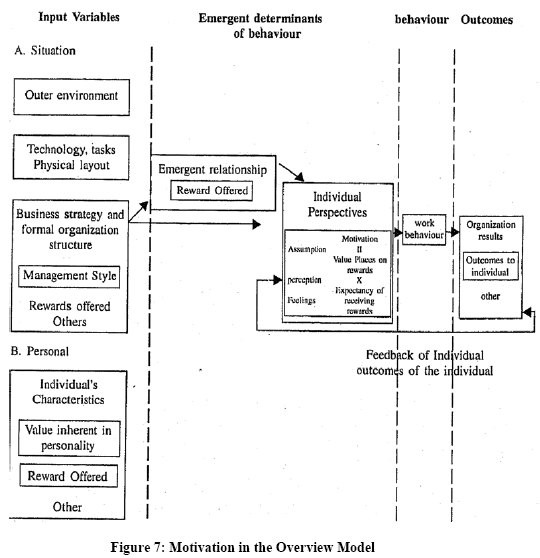 Input Variables
Emergent determinants
of behaviour
behaviour
Outcomes
A. Situation
Outer environment
Technology, tasks
Physical layout
Business strategy and
formal organization
structure
Management Style
Rewards offered
Others
Emergent relationship
Reward Offered
Individual
Perspectives
Assumption
perception
Feelings
Motivation
II
Value Places on
rewards
X
Expectancy of
receiving
rewards
work
behaviour
Organization
results
Outcomes to
individual
other
Feedback of Individual
outcomes of the individual
B. Personal
Individual's
Characteristics
Value inherent in
personality
Reward Offered
Other
Figure 7: Motivation in the Overview Model